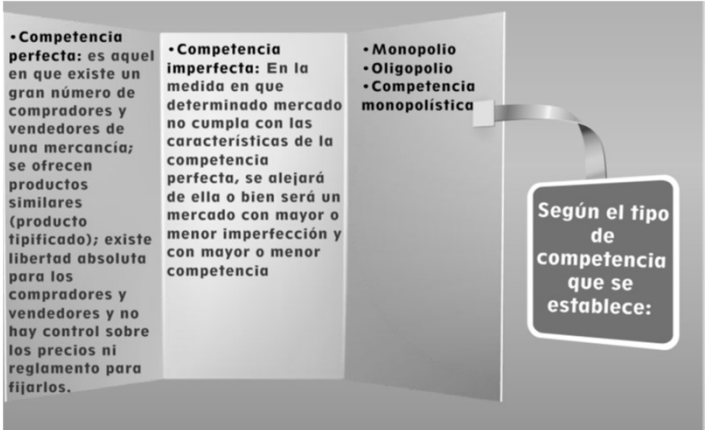 •Competencia
perfecta: es aquel
en que existe un
gran número de
compradores y
vendedores de
una mercancía;
se ofrecen
productos
similares
(producto
tipificado); existe
libertad absoluta
para los
compradores y
vendedores y no
hay control sobre
los precios ni
reglamento para
fijarlos.
•Competencia
imperfecta: En la
medida en que
determinado mercado
no cumpla con las
características de la
competencia
perfecta, se alejará
de ella o bien será un
mercado con mayor o
menor imperfección y
con mayor o menor
competencia
•Monopolio
•Oligopolio
•Competencia
monopolística
Según el tipo
de
competencia
que se
establece: